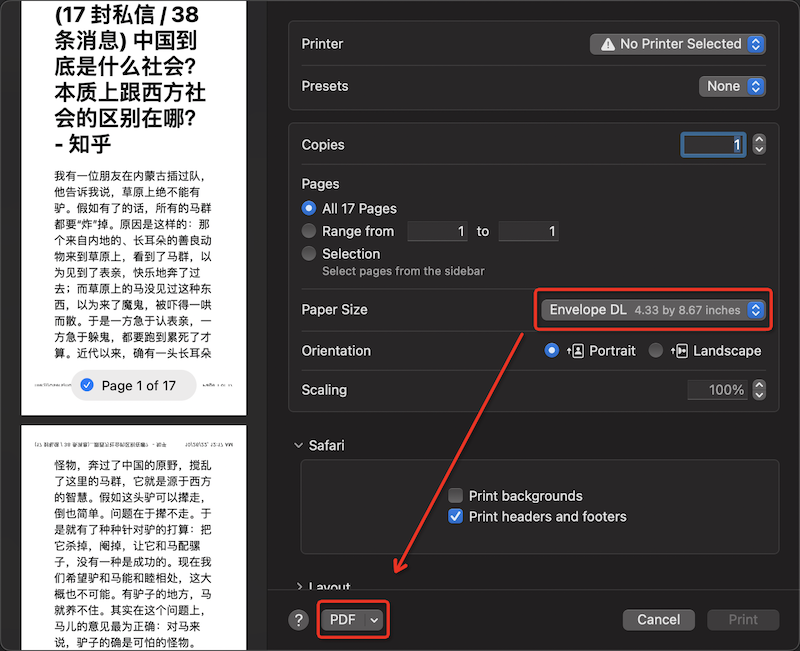 (17 封私信 / 38
条消息) 中国到
底是什么社会?
本质上跟西方社
会的区别在哪?
- 知乎
我有一位朋友在内蒙古插过队，
他告诉我说，草原上绝不能有
驴。假如有了的话，所有的马群
都要“炸”掉。原因是这样的：那
个来自内地的、长耳朵的善良动
物来到草原上，看到了马群，以
为见到了表亲，快乐地奔了过
去；而草原上的马没见过这种东
西，以为来了魔鬼，被吓得一哄
而散。于是一方急于认表亲，一
方急于躲鬼，都要跑到累死了才
算。近代以来，确有一头长耳朵
Page 1 of 17
怪物，奔过了中国的原野，搅乱
了这里的马群，它就是源于西方
的智慧。假如这头驴可以撵走，
倒也简单。问题在于撵不走。于
是就有了种种针对驴的打算：把
它杀掉，阉掉，让它和马配骡
子，没有一种是成功的。现在我
们希望驴和马能和睦相处，这大
概也不可能。有驴子的地方，马
就养不住。其实在这个问题上，
马儿的意见最为正确：对马来
说，驴子的确是可怕的怪物。
Printer
No Printer Selected
Presets
None
Copies
1
Pages
All 17 Pages
Range from 1 to 1
Selection
Select pages from the sidebar
Paper Size
Envelope DL 4.33 by 8.67 inches
Orientation
Portrait
Landscape
Scaling
100%
Safari
Print backgrounds
Print headers and footers
Layout
?
PDF
Cancel
Print